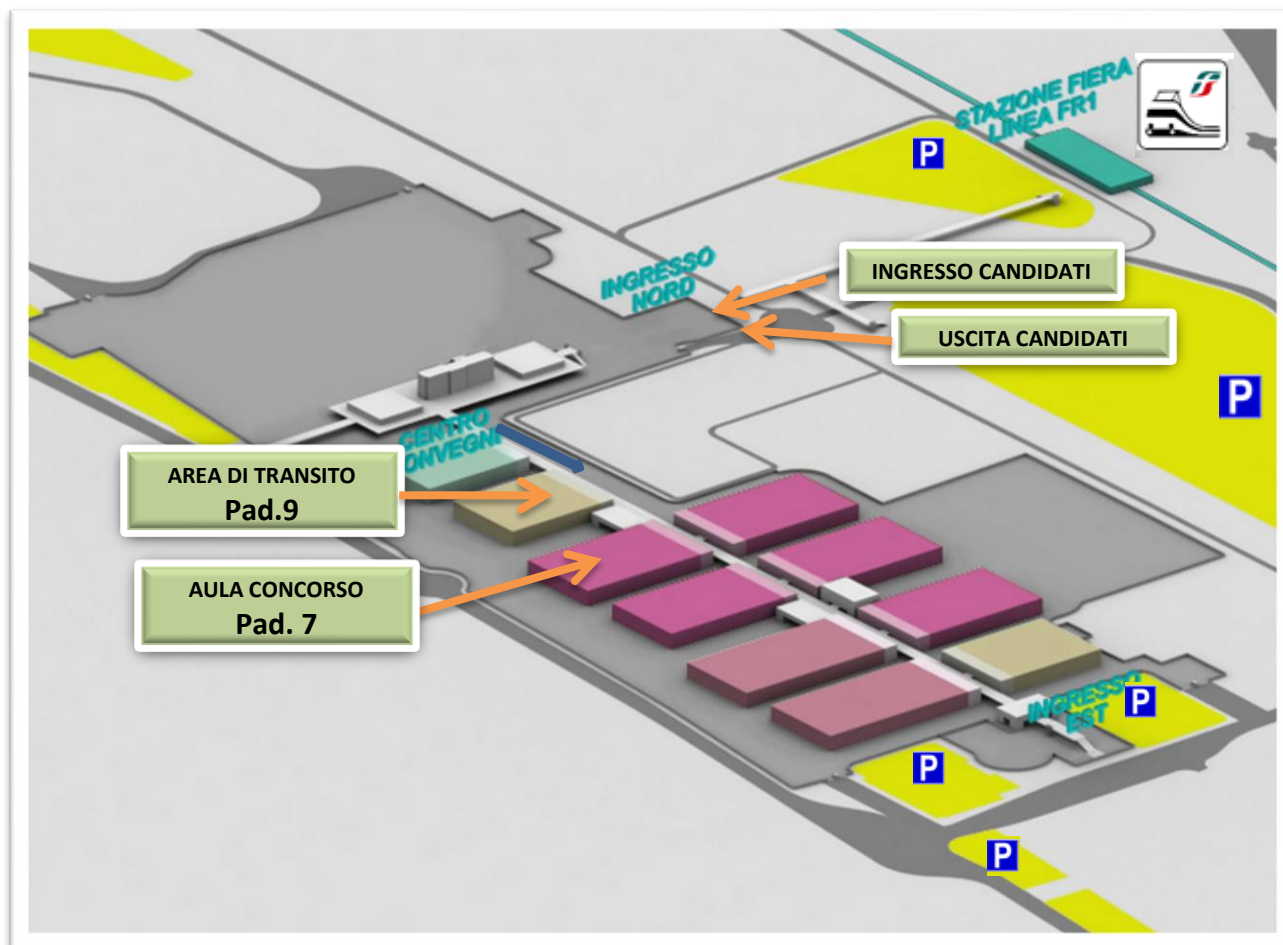 STAZIONE FIERA
LINEA FR1
P
INGRESSO
NORD
INGRESSO CANDIDATI
USCITA CANDIDATI
P
CENTRO
CONVEGNI
AREA DI TRANSITO
Pad.9
AULA CONCORSO
Pad. 7
INGRESSO
EST
P
P
P